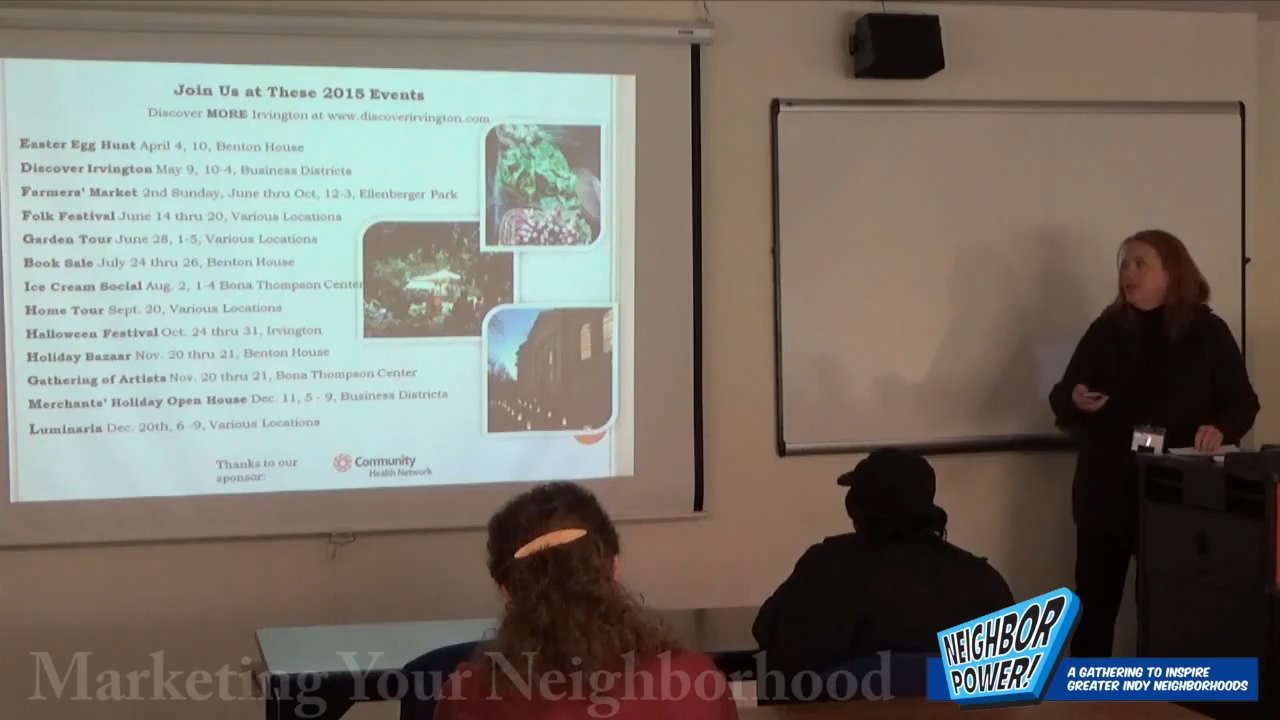 Join Us at These 2015 Events
Discover MORE Irvington at www.discoverirvington.com
Easter Egg Hunt April 4, 10, Benton House
Discover Irvington May 9, 10-4, Business Districts
Farmers' Market 2nd Sunday, June thru Oct, 12-3, Ellenberger Park
Folk Festival June 14 thru 20, Various Locations
Garden Tour June 28, 1-5, Various Locations
Book Sale July 24 thru 26, Benton House
Ice Cream Social Aug. 2, 1-4 Bona Thompson Center
Home Tour Sept. 20, Various Locations
Halloween Festival Oct. 24 thru 31, Irvington
Holiday Bazaar Nov. 20 thru 21, Benton House
Gathering of Artists Nov. 20 thru 21, Bona Thompson Center
Merchants' Holiday Open House Dec. 11, 5 - 9, Business Districts
Luminaria Dec. 20th, 6 -9, Various Locations
Thanks to our
sponsor:
Community
Health Network
Marketing Your Neighborhood
NEIGHBOR
POWER!
A GATHERING TO INSPIRE
GREATER INDY NEIGHBORHOODS